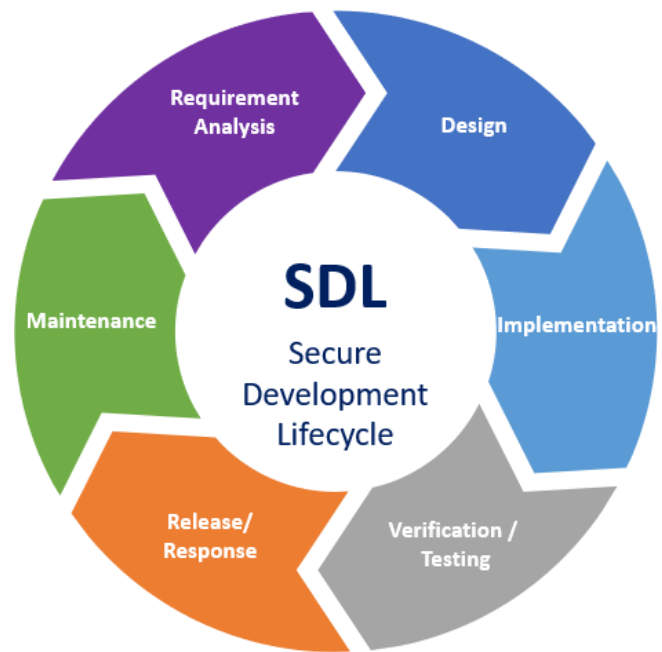 Requirement
Analysis
Design
Implementation
Verification /
Testing
Release/
Response
Maintenance
SDL
Secure
Development
Lifecycle